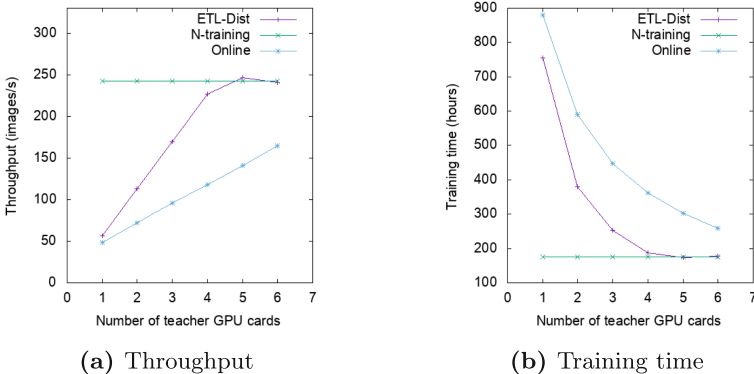 ETL-Dist
N-training
Online
Throughput (images/s)
300
250
200
150
100
50
0
0 1 2 3 4 5 6 7
Number of teacher GPU cards
(a) Throughput
ETL-Dist
N-training
Online
Training time (hours)
900
800
700
600
500
400
300
200
100
0 1 2 3 4 5 6 7
Number of teacher GPU cards
(b) Training time